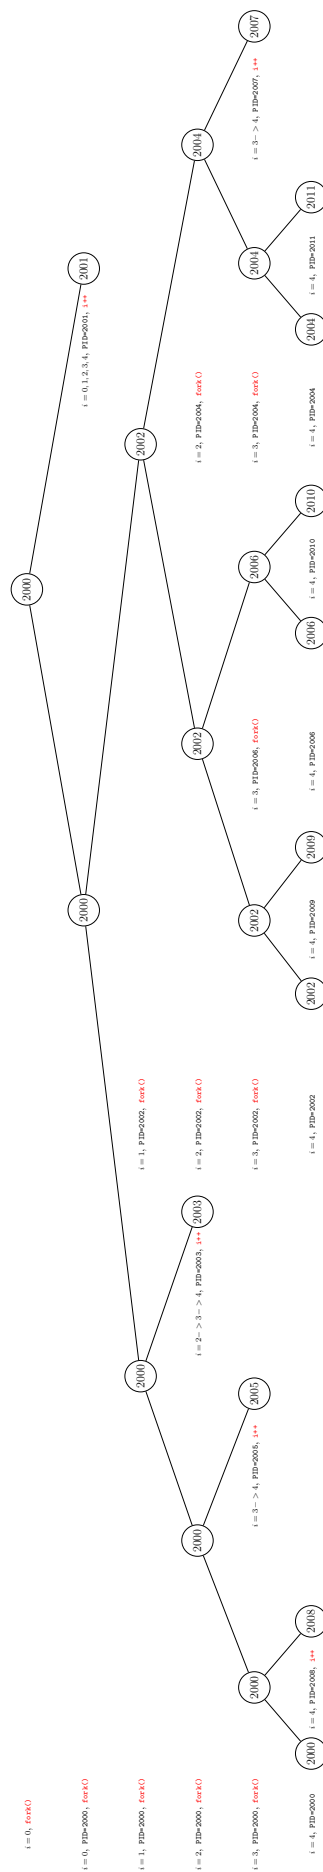 i = 0, fork()
2000
i = 0, PID=2000, fork()
2000
i = 0, 1, 2, 3, 4, PID=2001, i++
2001
i = 1, PID=2000, fork()
2000
i = 1, PID=2002, fork()
2002
i = 2, PID=2000, fork()
2000
i = 2− > 3− > 4, PID=2003, i++
2003
i = 2, PID=2002, fork()
2002
i = 2, PID=2004, fork()
2004
i = 3, PID=2000, fork()
2000
i = 3− > 4, PID=2005, i++
2005
i = 3, PID=2002, fork()
2002
i = 3, PID=2006, fork()
2006
i = 3, PID=2004, fork()
2004
i = 3− > 4, PID=2007, i++
2007
i = 4, PID=2000
2000
i = 4, PID=2008, i++
2008
i = 4, PID=2002
2002
i = 4, PID=2009
2009
i = 4, PID=2006
2006
i = 4, PID=2010
2010
i = 4, PID=2004
2004
i = 4, PID=2011
2011